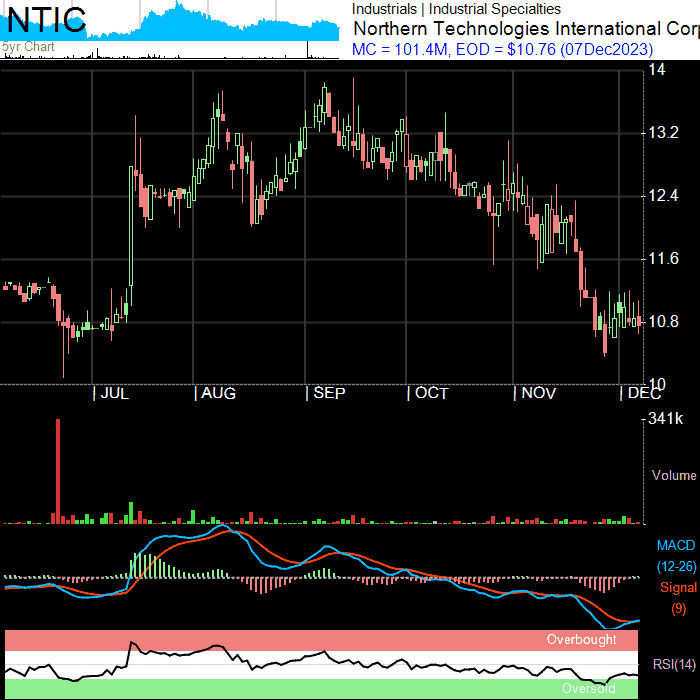 NTIC
5yr Chart
Industrials | Industrial Specialties
Northern Technologies International Corp
MC = 101.4M, EOD = $10.76 (07Dec2023)
14
13.2
12.4
11.6
10.8
10
JUL
AUG
SEP
OCT
NOV
DEC
341k
Volume
MACD
(12-26)
Signal
(9)
Overbought
RSI(14)
Oversold